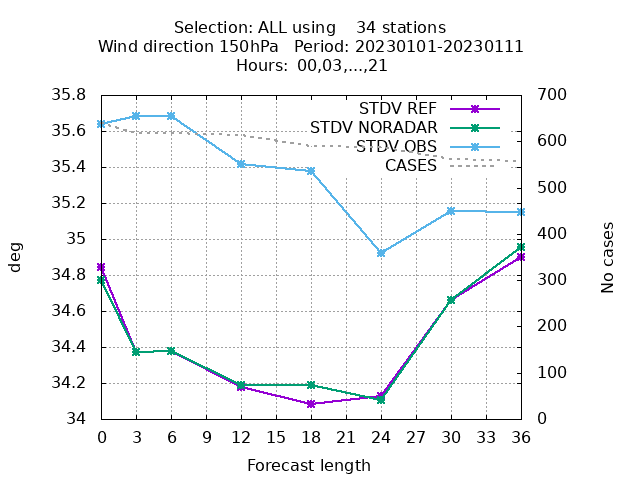 Selection: ALL using    34 stations
Wind direction 150hPa   Period: 20230101-20230111
Hours: 00,03,...,21
STDV REF
STDV NORADAR
STDV OBS
CASES
35.8
35.6
35.4
35.2
35
34.8
34.6
34.4
34.2
34
deg
700
600
500
400
300
200
100
0
No cases
0 3 6 9 12 15 18 21 24 27 30 33 36
Forecast length